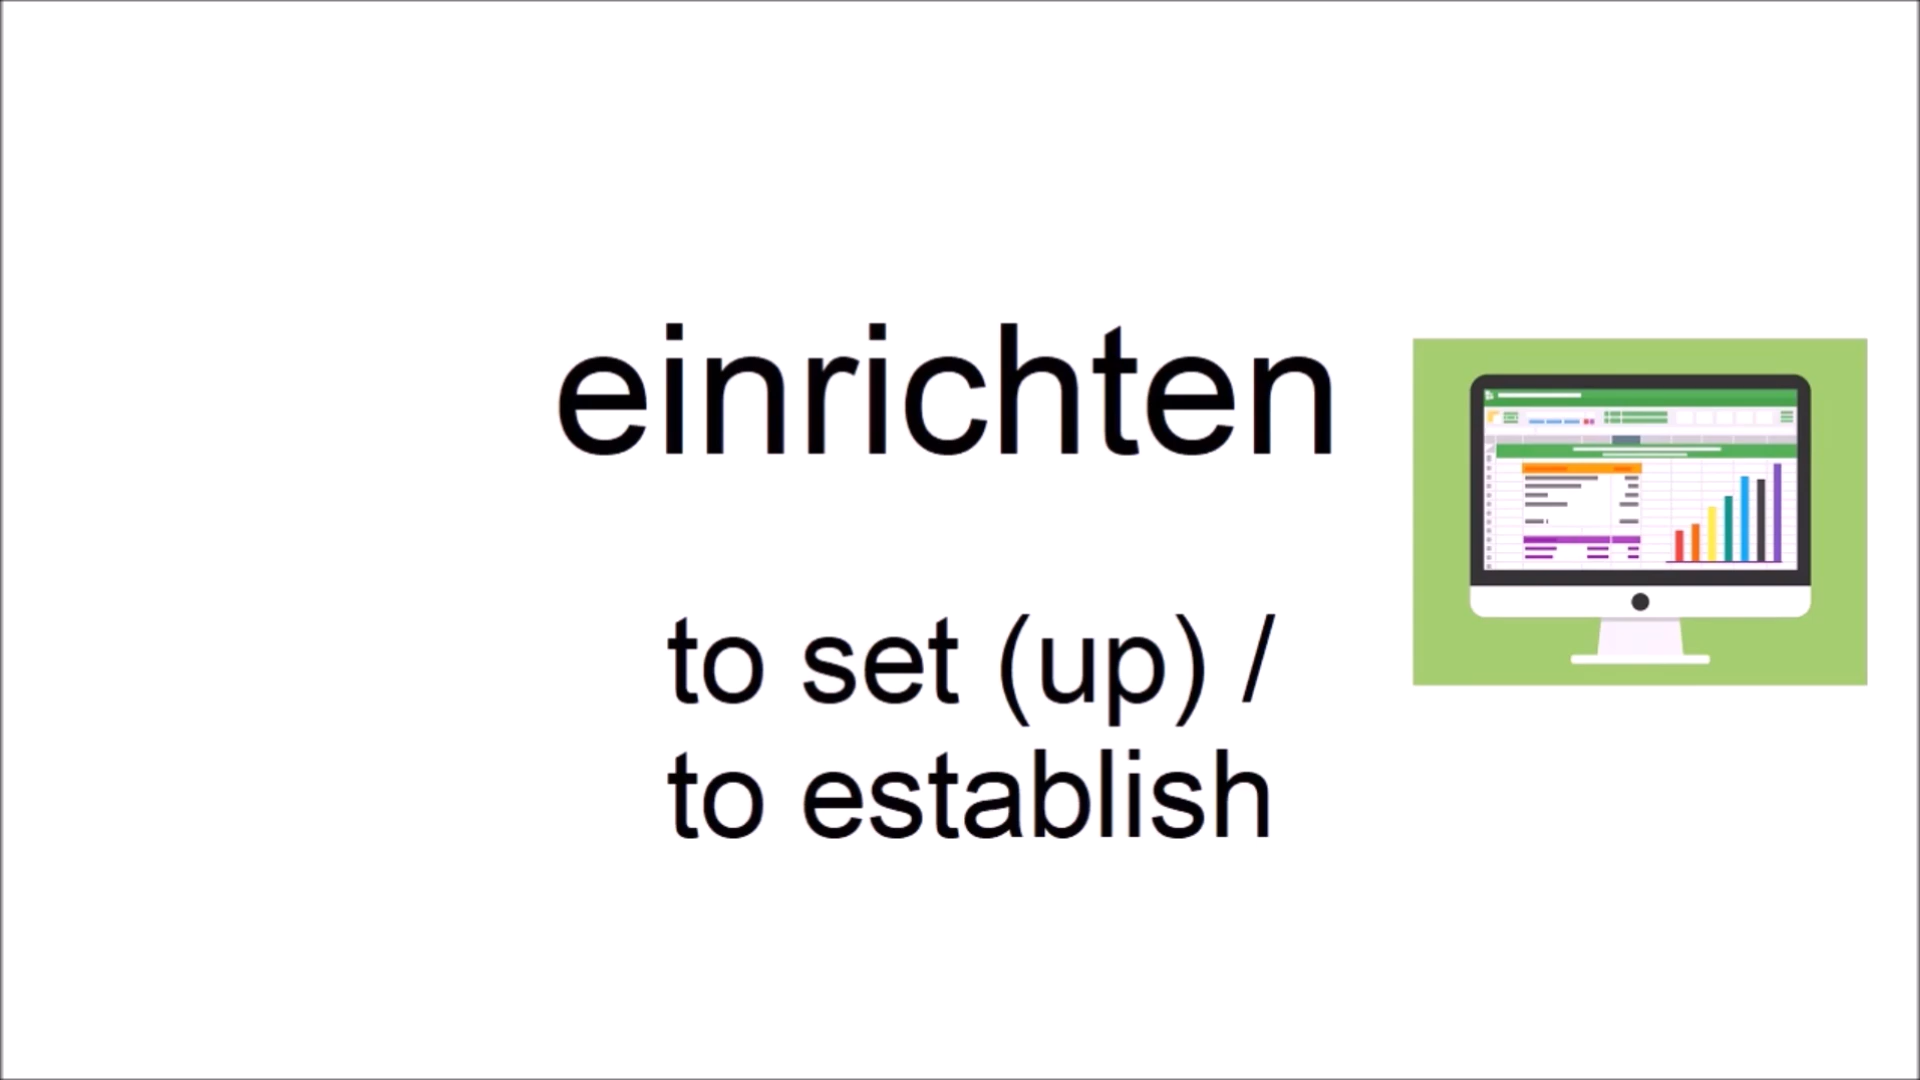 einrichten
to set (up) /
to establish